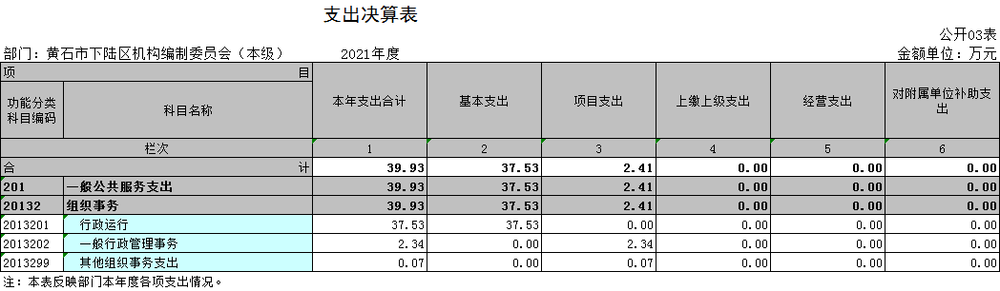 支出决算表
公开03表
部门：黄石市下陆区机构编制委员会（本级） 2021年度 金额单位：万元
项 目 本年支出合计 基本支出 项目支出 上缴上级支出 经营支出 对附属单位补助支出
功能分类科目编码 科目名称
栏次 1 2 3 4 5 6
合 计 39.93 37.53 2.41 0.00 0.00 0.00
201 一般公共服务支出 39.93 37.53 2.41 0.00 0.00 0.00
20132 组织事务 39.93 37.53 2.41 0.00 0.00 0.00
2013201 行政运行 37.53 37.53 0.00 0.00 0.00 0.00
2013202 一般行政管理事务 2.34 0.00 2.34 0.00 0.00 0.00
2013299 其他组织事务支出 0.07 0.00 0.07 0.00 0.00 0.00
注：本表反映部门本年度各项支出情况。